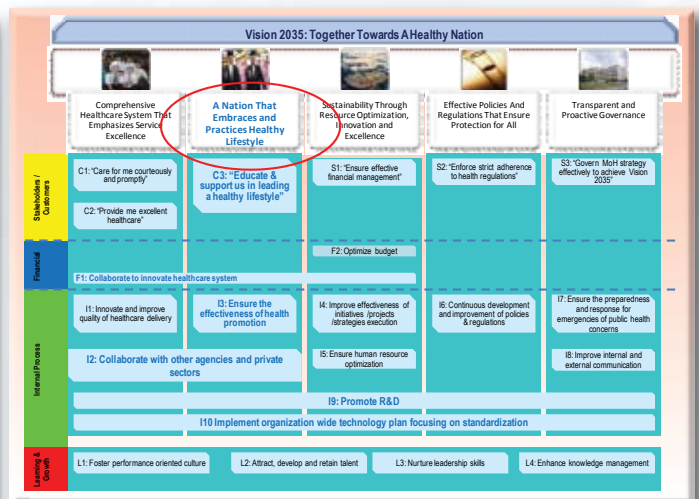 Vision 2035: Together Towards A Healthy Nation
Comprehensive
Healthcare System That
Emphasizes Service
Excellence
A Nation That
Embraces and
Practices Healthy
Lifestyle
Sustainability Through
Resource Optimization,
Innovation and
Excellence
Effective Policies And
Regulations That Ensure
Protection for All
Transparent and
Proactive Governance
Stakeholders /
Customers
C1: "Care for me courteously
and promptly"
C2: "Provide me excellent
healthcare"
C3: "Educate &
support us in leading
a healthy lifestyle"
S1: "Ensure effective
financial management"
S2: "Enforce strict adherence
to health regulations"
S3: "Govern MoH strategy
effectively to achieve Vision
2035"
Financial
F2: Optimize budget
F1: Collaborate to innovate healthcare system
Internal Process
I1: Innovate and improve
quality of healthcare delivery
I3: Ensure the
effectiveness of health
promotion
I4: Improve effectiveness of
initiatives /projects
/strategies execution
I6: Continuous development
and improvement of policies
& regulations
I7: Ensure the preparedness
and response for
emergencies of public health
concerns
I2: Collaborate with other agencies and private
sectors
I5: Ensure human resource
optimization
I8: Improve internal and
external communication
I9: Promote R&D
I10 Implement organization wide technology plan focusing on standardization
Learning &
Growth
L1: Foster performance oriented culture
L2: Attract, develop and retain talent
L3: Nurture leadership skills
L4: Enhance knowledge management